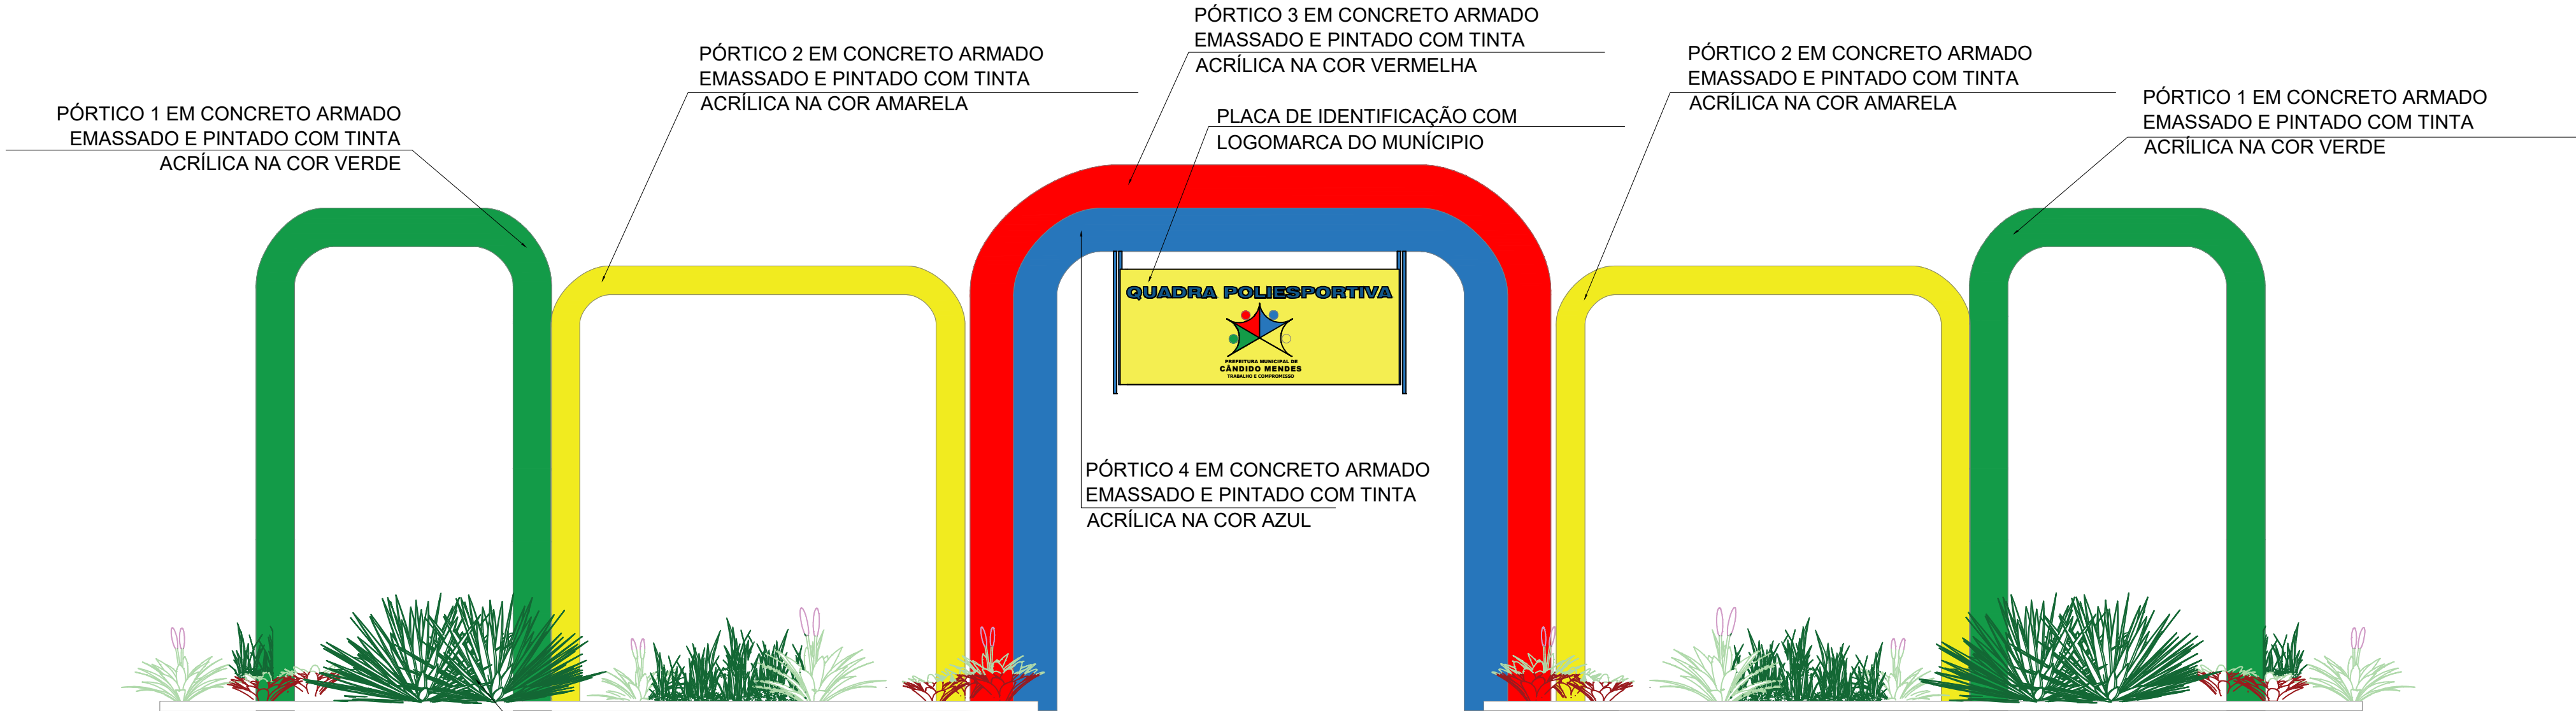 PÓRTICO 1 EM CONCRETO ARMADO
EMASSADO E PINTADO COM TINTA
ACRÍLICA NA COR VERDE
PÓRTICO 2 EM CONCRETO ARMADO
EMASSADO E PINTADO COM TINTA
ACRÍLICA NA COR AMARELA
PÓRTICO 3 EM CONCRETO ARMADO
EMASSADO E PINTADO COM TINTA
ACRÍLICA NA COR VERMELHA
PLACA DE IDENTIFICAÇÃO COM
LOGOMARCA DO MUNÍCIPIO
PÓRTICO 2 EM CONCRETO ARMADO
EMASSADO E PINTADO COM TINTA
ACRÍLICA NA COR AMARELA
PÓRTICO 1 EM CONCRETO ARMADO
EMASSADO E PINTADO COM TINTA
ACRÍLICA NA COR VERDE
QUADRA POLIESPORTIVA
PREFEITURA MUNICIPAL DE
CÂNDIDO MENDES
TRABALHO E COMPROMISSO
PÓRTICO 4 EM CONCRETO ARMADO
EMASSADO E PINTADO COM TINTA
ACRÍLICA NA COR AZUL